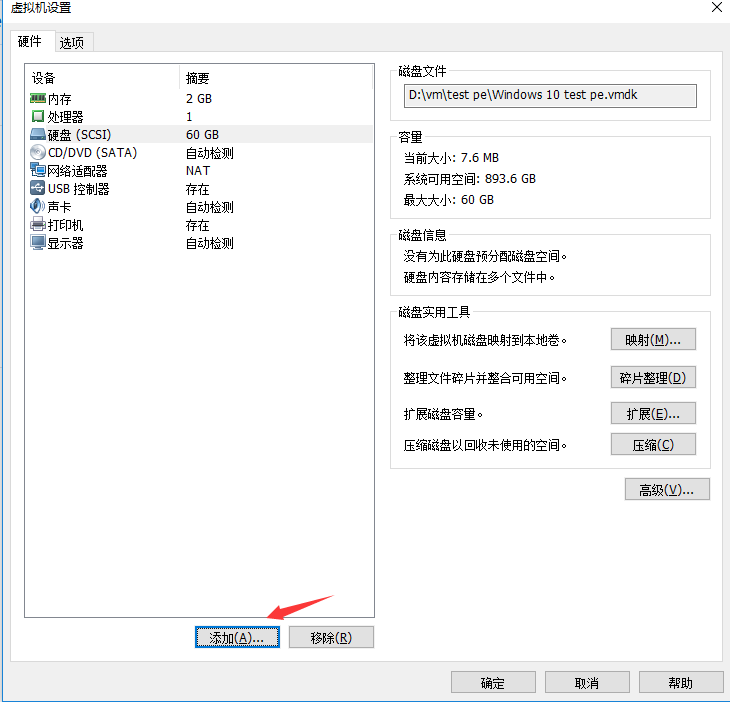 虚拟机设置
硬件 选项
设备 摘要
内存 2 GB
处理器 1
硬盘 (SCSI) 60 GB
CD/DVD (SATA) 自动检测
网络适配器 NAT
USB 控制器 存在
声卡 自动检测
打印机 存在
显示器 自动检测
添加(A)... 移除(R)
磁盘文件
D:\vm\test pe\Windows 10 test pe.vmdk
容量
当前大小: 7.6 MB
系统可用空间: 893.6 GB
最大大小: 60 GB
磁盘信息
没有为此硬盘预分配磁盘空间。
硬盘内容存储在多个文件中。
磁盘实用工具
将该虚拟机磁盘映射到本地卷。 映射(M)...
整理文件碎片并整合可用空间。 碎片整理(D)
扩展磁盘容量。 扩展(E)...
压缩磁盘以回收未使用的空间。 压缩(C)
高级(V)...
确定 取消 帮助